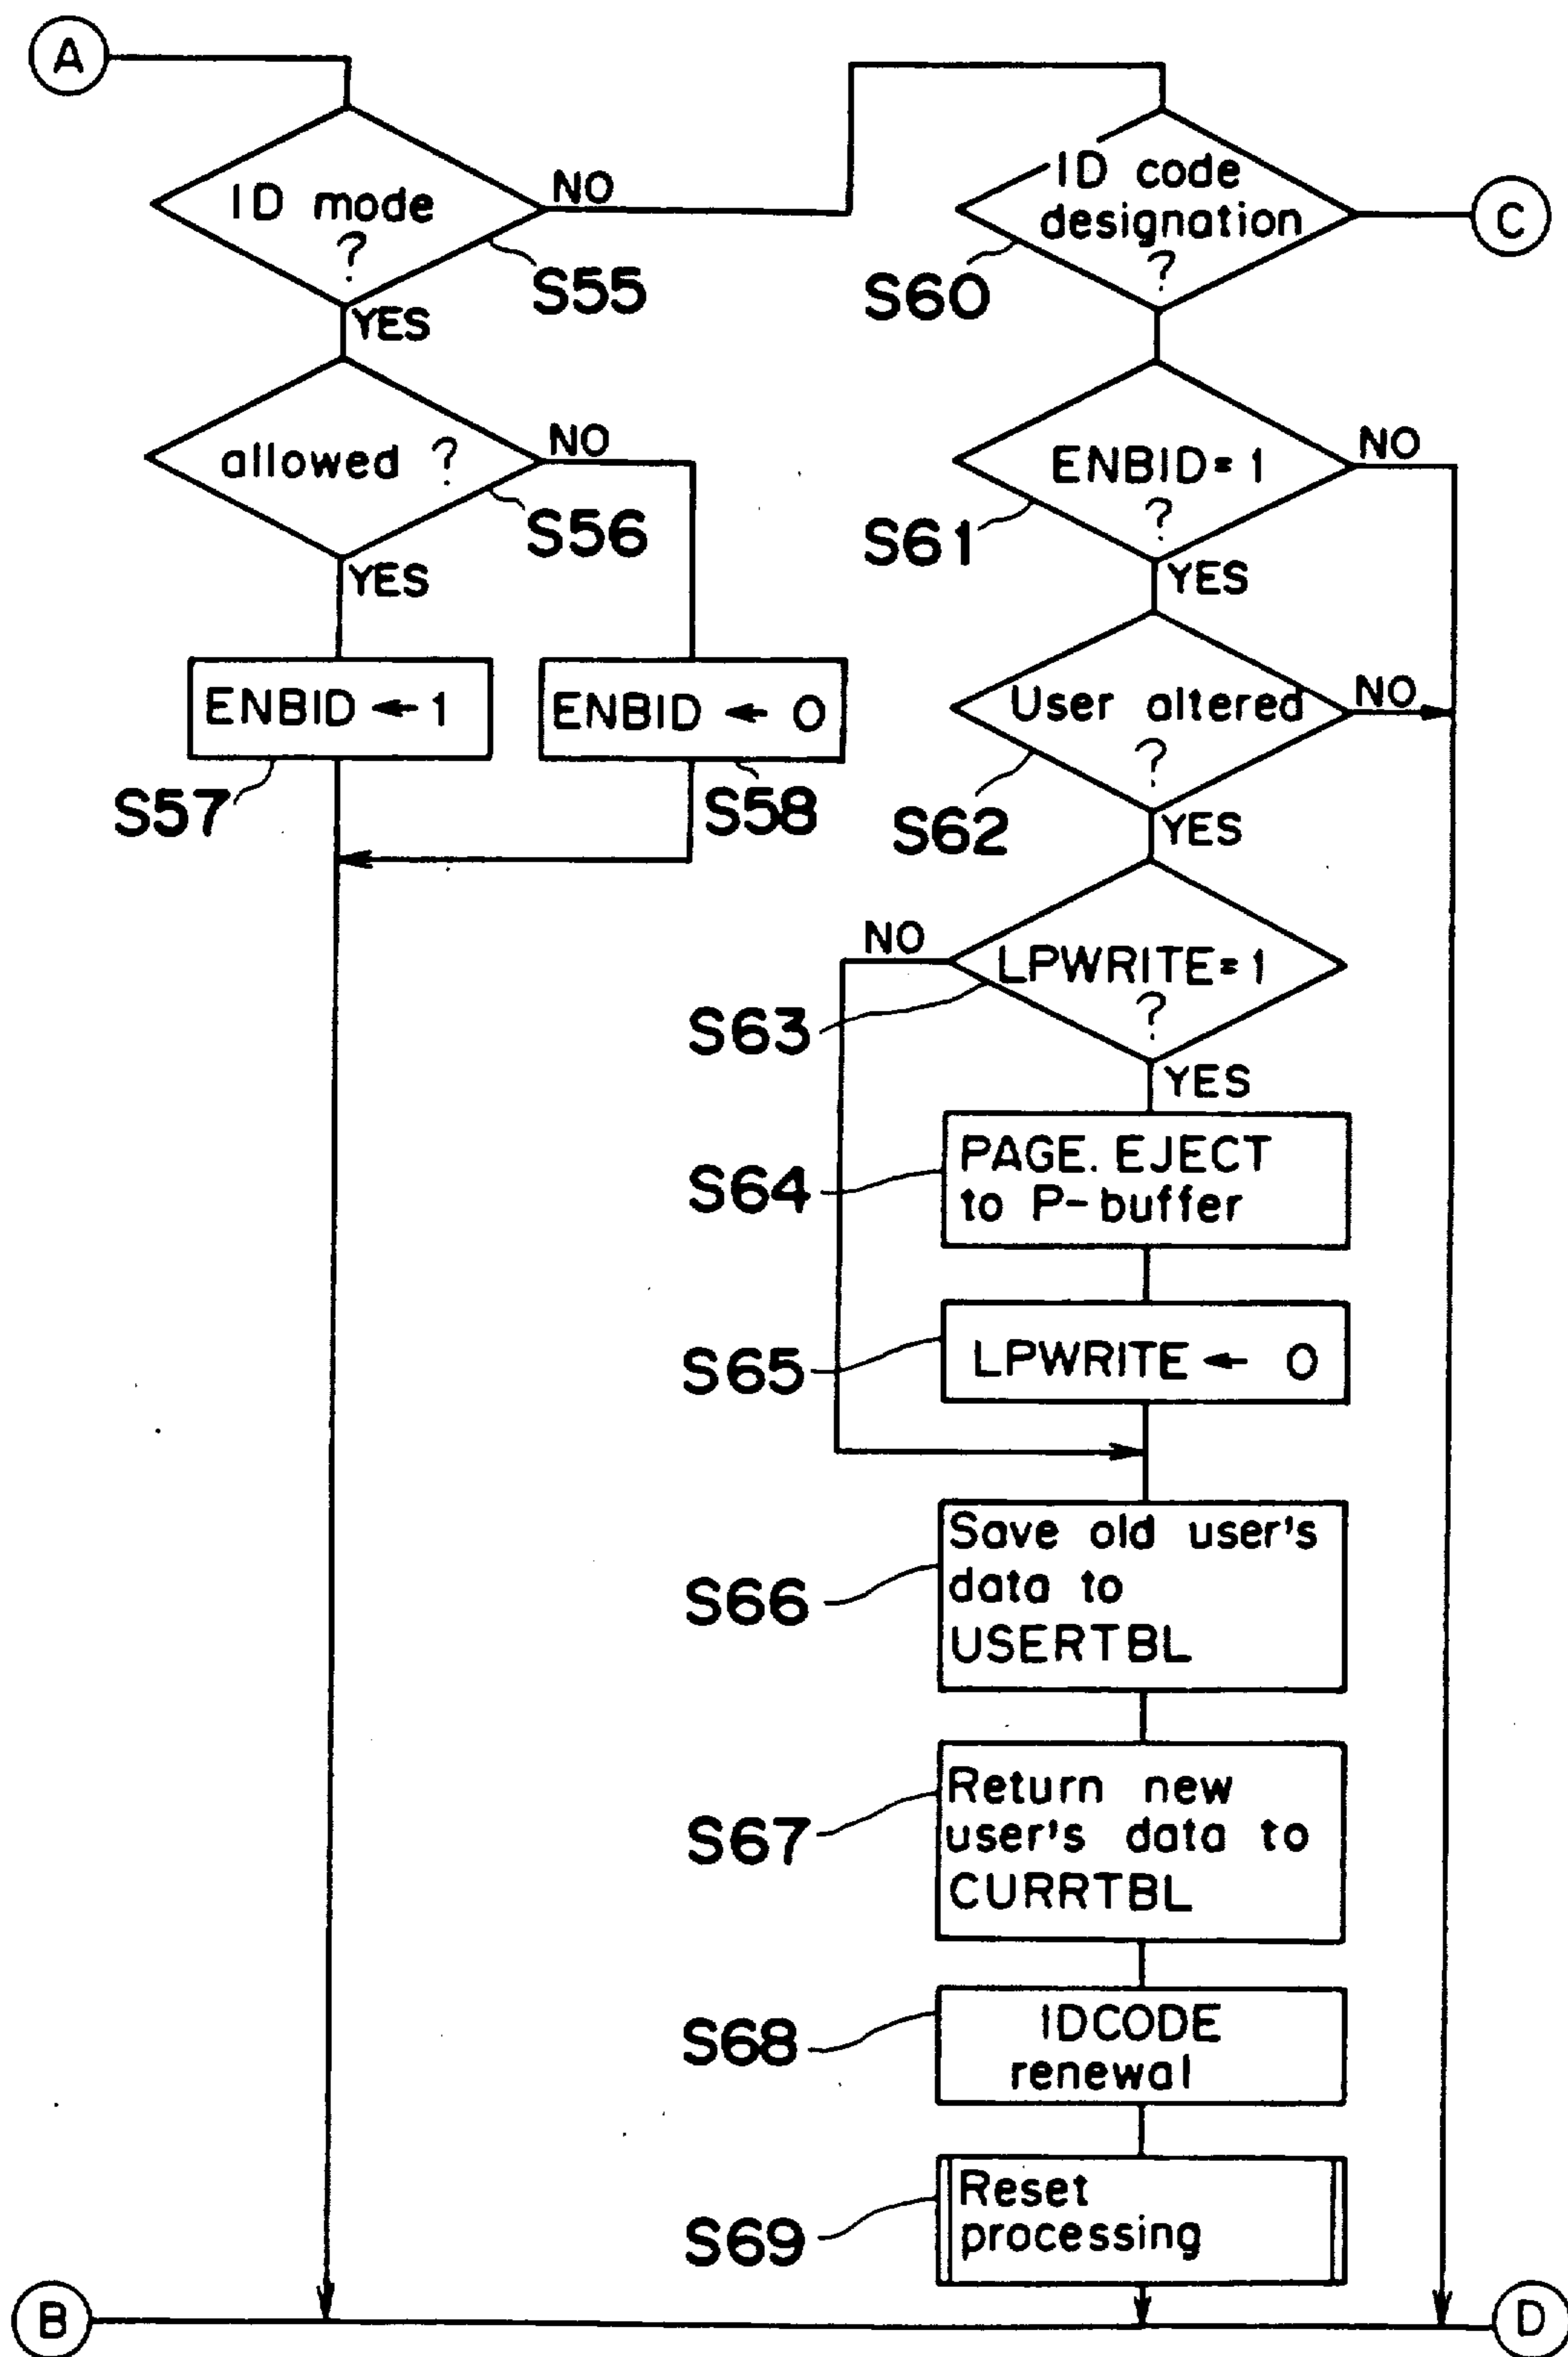 A
ID mode
?
NO
S55
YES
allowed ?
NO
S56
YES
ENBID ← 1
S57
ENBID ← 0
S58
ID code
designation
?
C
S60
ENBID = 1
?
NO
S61
YES
User altered
?
NO
S62
YES
NO
LPWRITE = 1
?
S63
YES
PAGE. EJECT
to P-buffer
S64
LPWRITE ← 0
S65
Save old user's
data to
USERTBL
S66
Return new
user's data to
CURRTBL
S67
IDCODE
renewal
S68
Reset
processing
S69
B
D